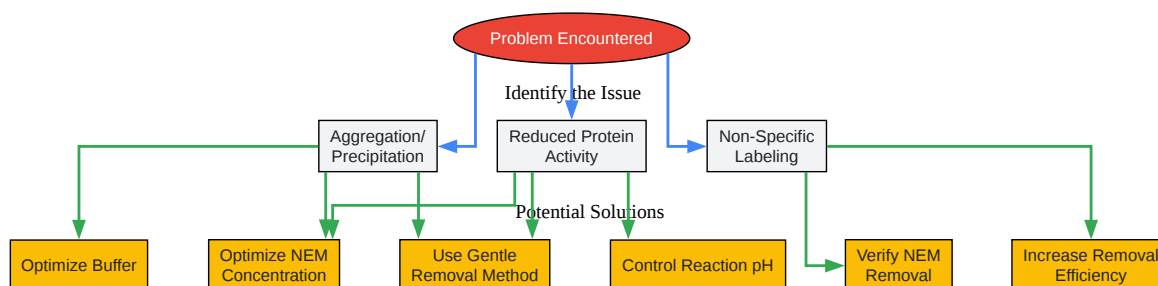 Problem Encountered
Identify the Issue
Aggregation/
Precipitation
Reduced Protein
Activity
Non-Specific
Labeling
Potential Solutions
Optimize Buffer
Optimize NEM
Concentration
Use Gentle
Removal Method
Control Reaction pH
Verify NEM
Removal
Increase Removal
Efficiency